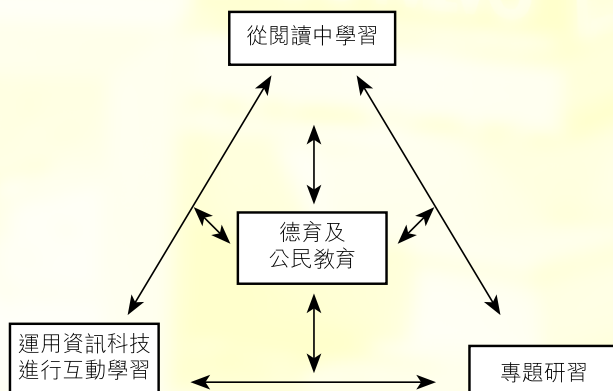 從閱讀中學習
德育及
公民教育
運用資訊科技
進行互動學習
專題研習